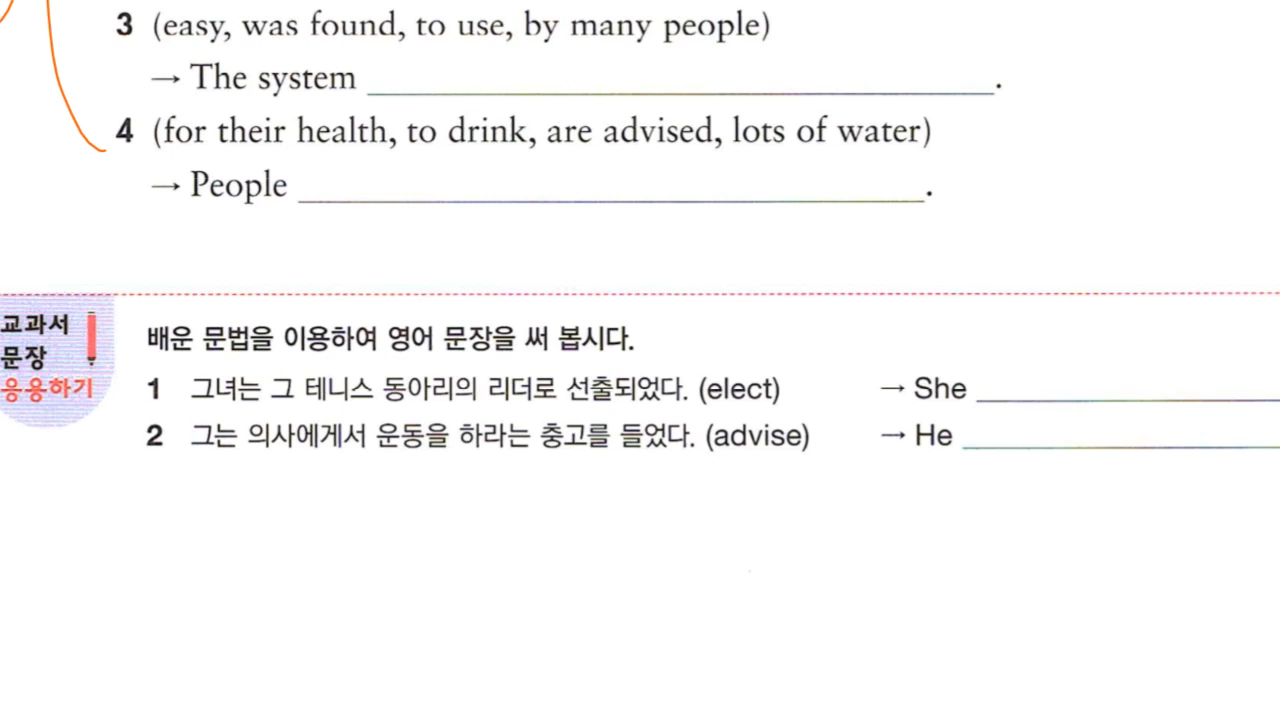 3 (easy, was found, to use, by many people)
→ The system ____________.
4 (for their health, to drink, are advised, lots of water)
→ People ____________.
교과서
문장
응용하기
배운 문법을 이용하여 영어 문장을 써 봅시다.
1 그녀는 그 테니스 동아리의 리더로 선출되었다. (elect) → She ____________
2 그는 의사에게서 운동을 하라는 충고를 들었다. (advise) → He ____________